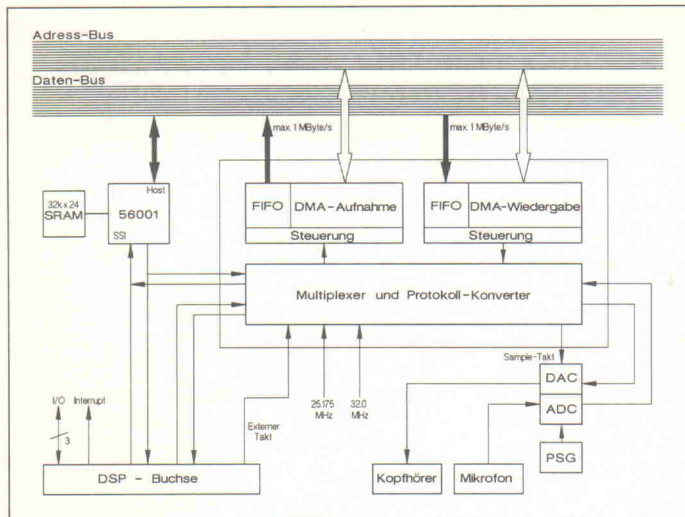 Adress-Bus
Daten-Bus
max. 1 MByte/s
max. 1 MByte/s
Host
32k x 24
SRAM
56001
SSI
FIFO
DMA-Aufnahme
Steuerung
FIFO
DMA-Wiedergabe
Steuerung
Multiplexer und Protokoll-Konverter
Sample-Takt
DAC
ADC
PSG
I/O
Interrupt
3
Externer
Takt
25.175
MHz
32.0
MHz
DSP - Buchse
Kopfhörer
Mikrofon